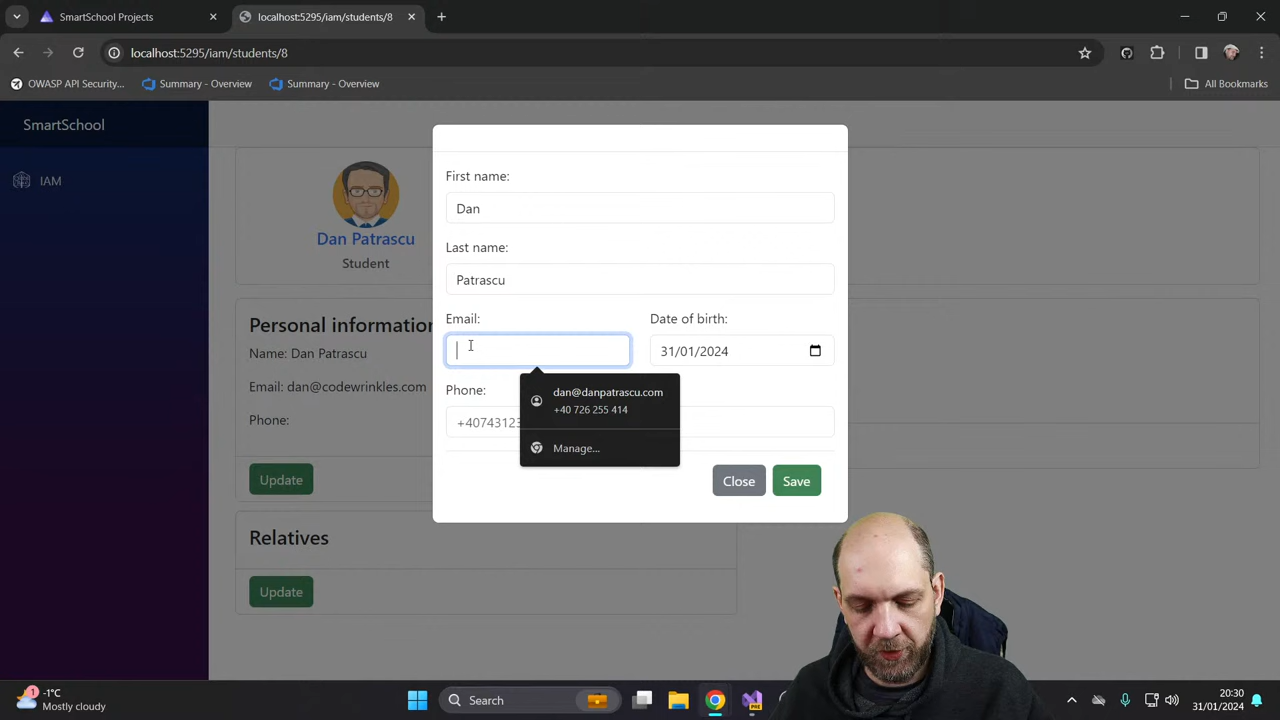 SmartSchool Projects
localhost:5295/iam/students/8
localhost:5295/iam/students/8
OWASP API Security...
Summary - Overview
Summary - Overview
All Bookmarks
SmartSchool
IAM
Dan Patrascu
Student
Personal information
Name: Dan Patrascu
Email: dan@codewrinkles.com
Phone:
Update
Relatives
Update
First name:
Dan
Last name:
Patrascu
Email:
Date of birth:
31/01/2024
dan@danpatrascu.com
+40 726 255 414
Manage...
Phone:
+4074312
Close
Save
1
-1°C
Mostly cloudy
Search
PRE
20:30
31/01/2024